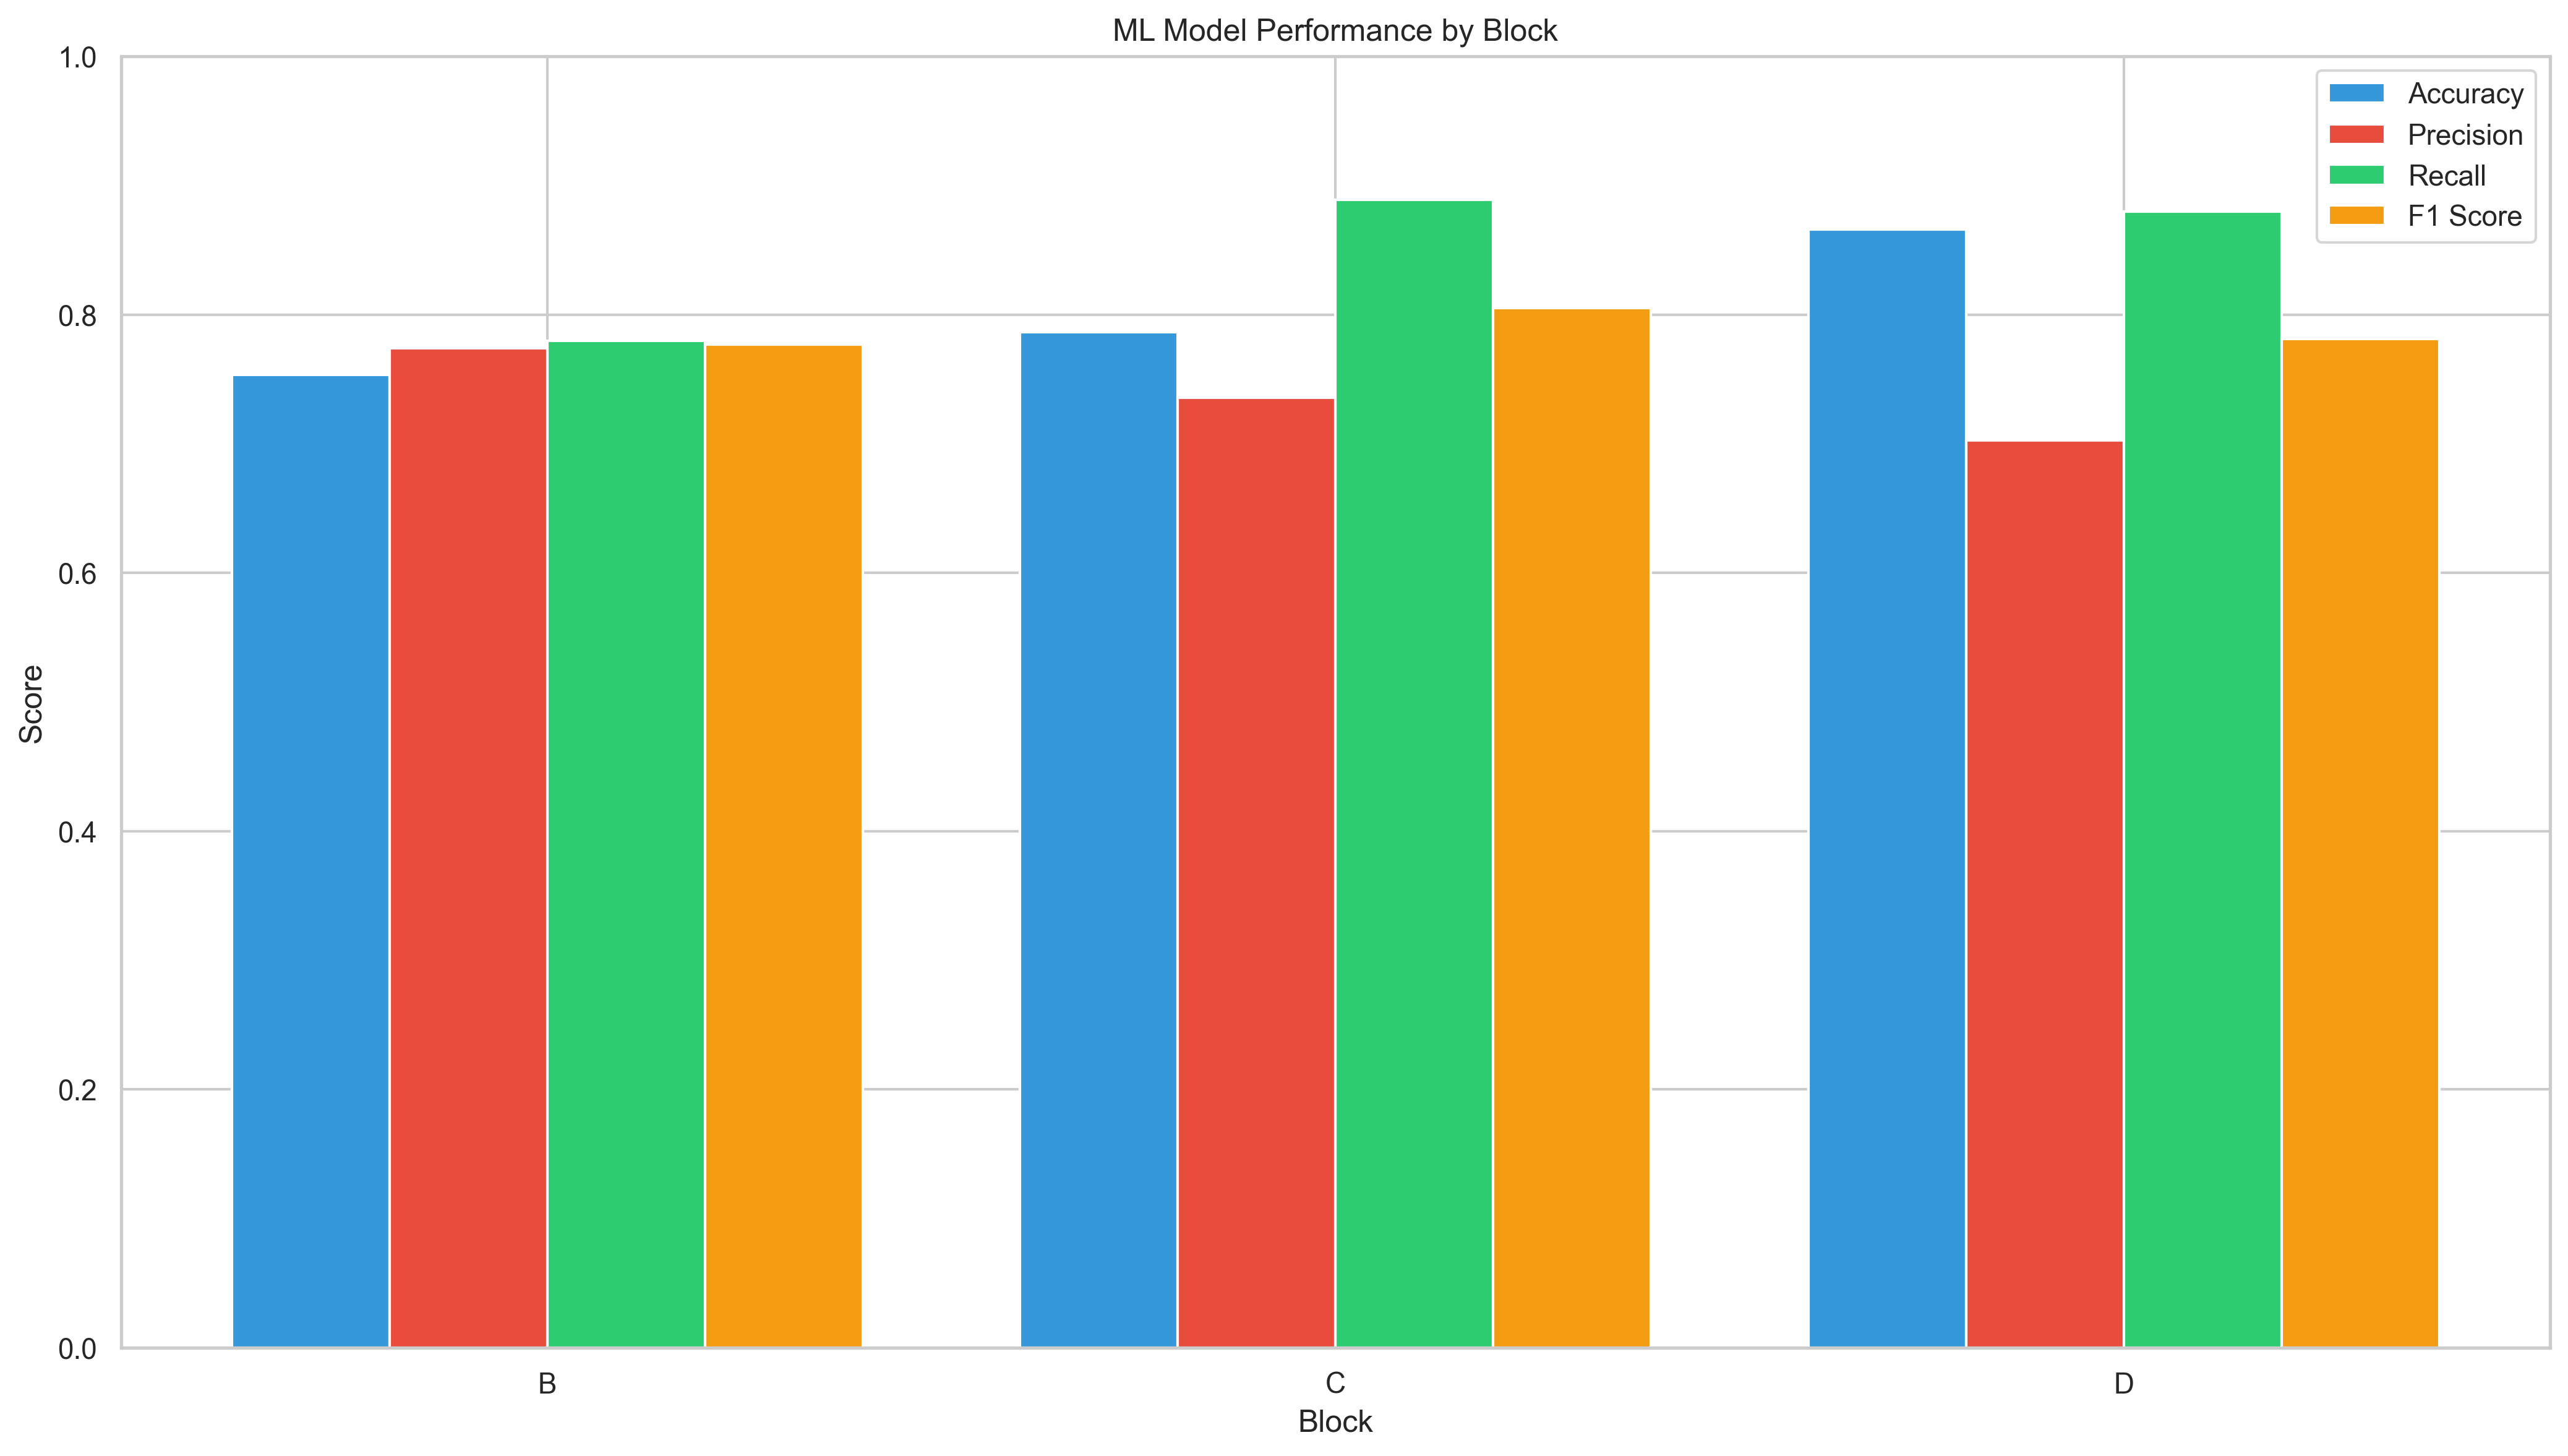 ML Model Performance by Block
1.0
0.8
0.6
0.4
0.2
0.0
Score
Accuracy
Precision
Recall
F1 Score
B
C
D
Block